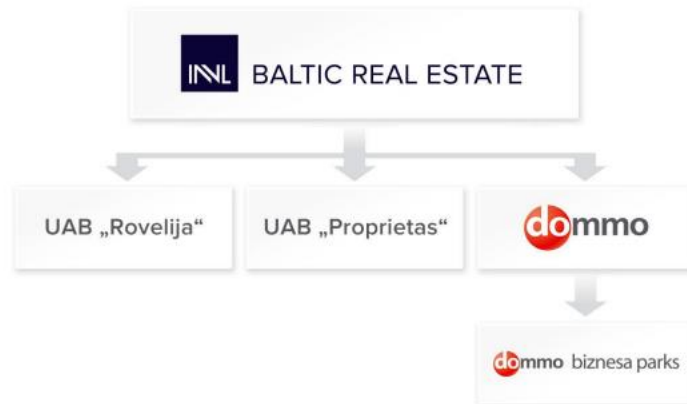 INVL BALTIC REAL ESTATE
UAB „Rovelija“
UAB „Proprietas“
dommo
dommo biznesa parks